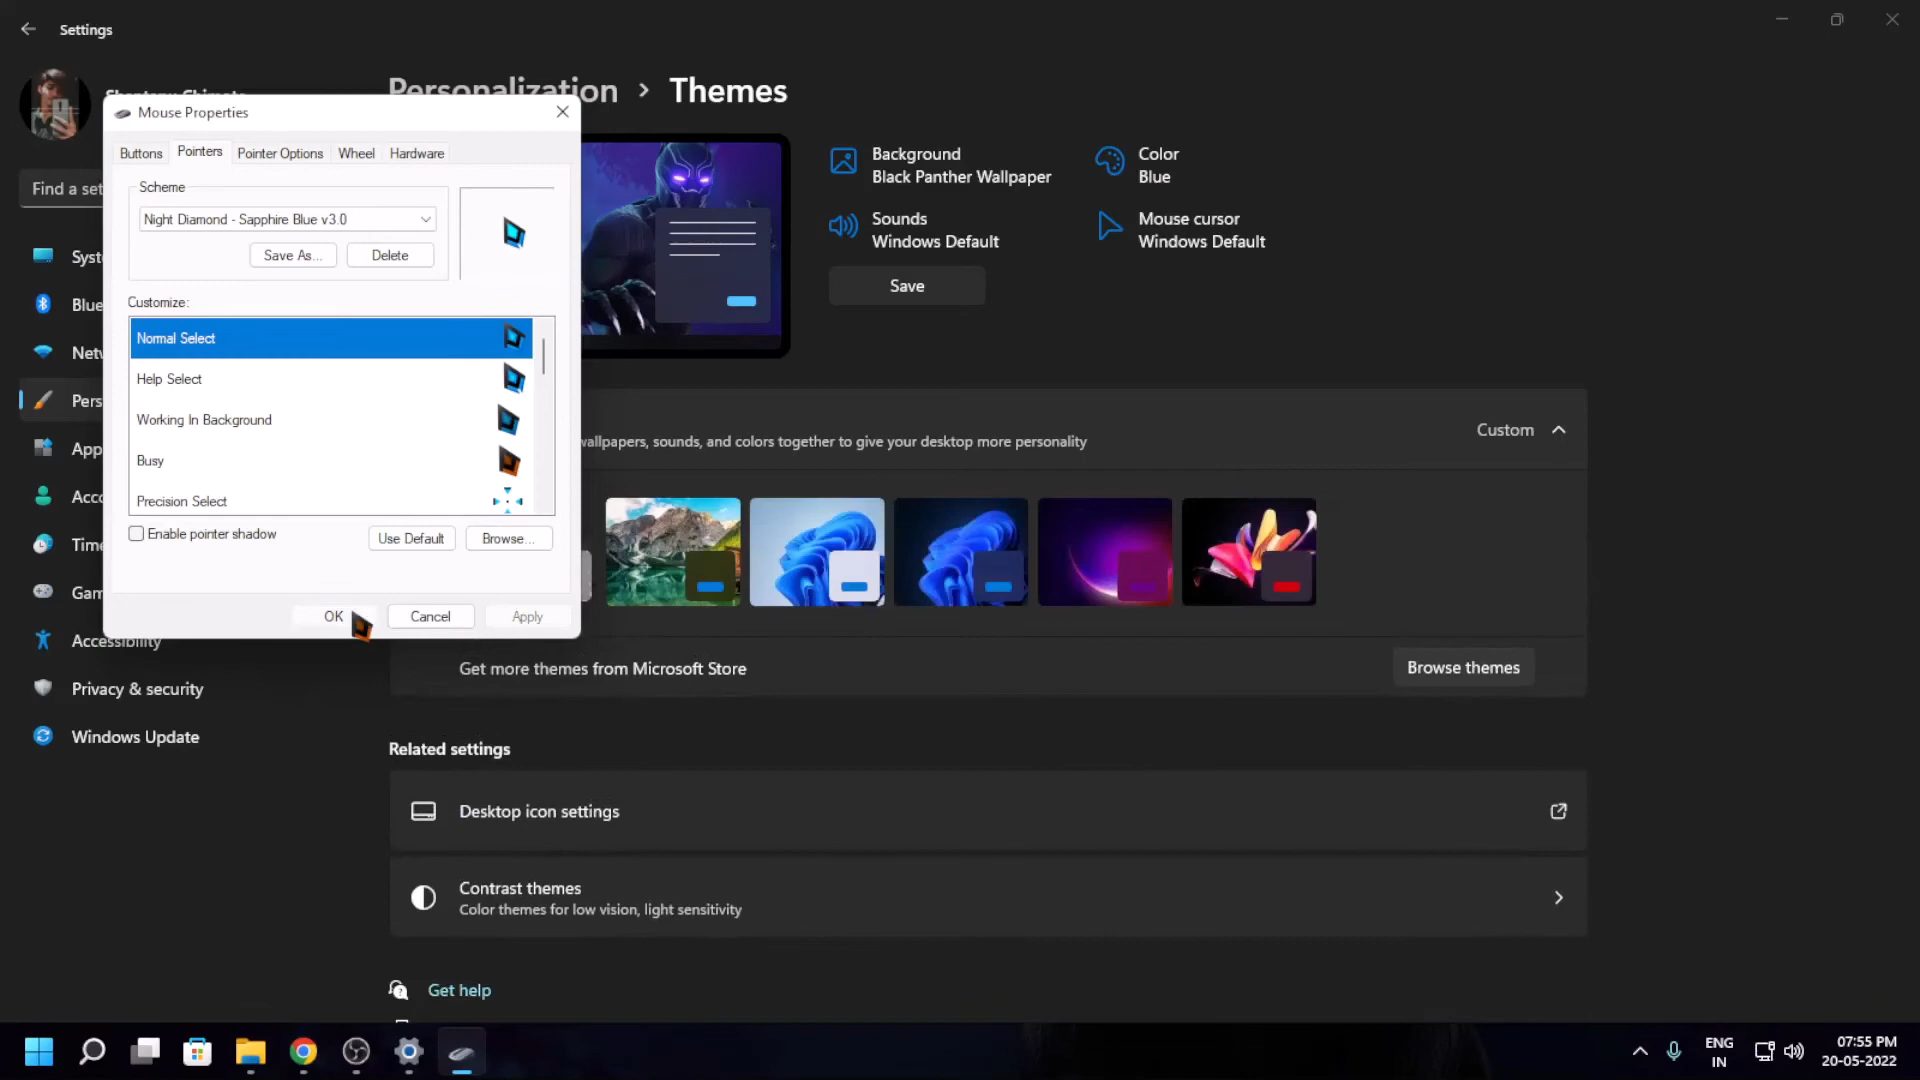 Settings
Personalization > Themes
Mouse Properties
Buttons
Pointers
Pointer Options
Wheel
Hardware
Scheme
Night Diamond - Sapphire Blue v3.0
Save As...
Delete
Customize:
Normal Select
Help Select
Working In Background
Busy
Precision Select
Enable pointer shadow
Use Default
Browse...
OK
Cancel
Apply
Find a set
Syst
Blue
Netw
Pers
App
Acco
Time
Gam
Accessibility
Privacy & security
Windows Update
Background
Black Panther Wallpaper
Color
Blue
Sounds
Windows Default
Mouse cursor
Windows Default
Save
wallpapers, sounds, and colors together to give your desktop more personality
Custom
Get more themes from Microsoft Store
Browse themes
Related settings
Desktop icon settings
Contrast themes
Color themes for low vision, light sensitivity
Get help
ENG
IN
07:55 PM
20-05-2022